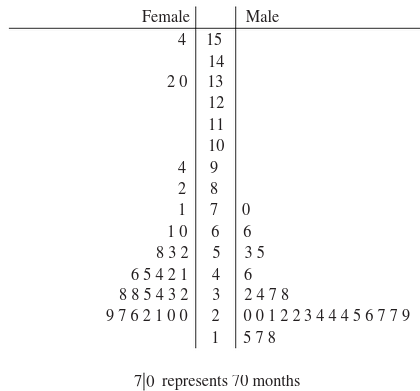 Female Male
4 15
14
2 0 13
12
11
10
4 9
2 8
1 7 0
1 0 6 6
8 3 2 5 3 5
6 5 4 2 1 4 6
8 8 5 4 3 2 3 2 4 7 8
9 7 6 2 1 0 0 2 0 0 1 2 2 3 4 4 4 5 6 7 7 9
1 5 7 8
7|0 represents 70 months